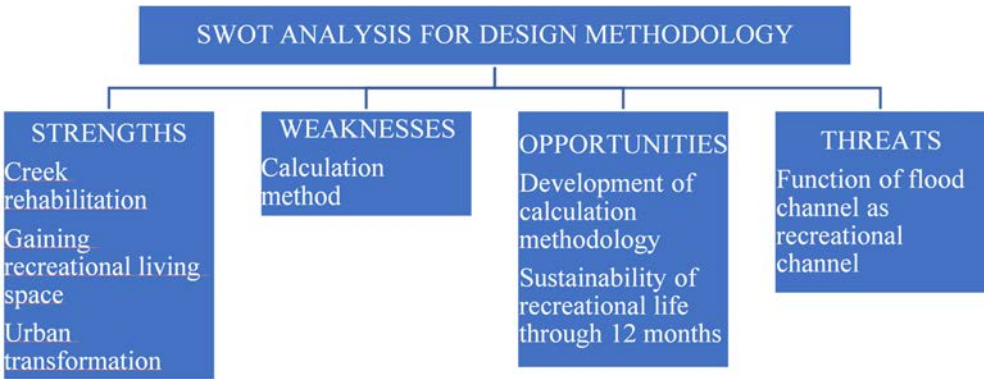 SWOT ANALYSIS FOR DESIGN METHODOLOGY
STRENGTHS
Creek
rehabilitation
Gaining
recreational living
space
Urban
transformation
WEAKNESSES
Calculation
method
OPPORTUNITIES
Development of
calculation
methodology
Sustainability of
recreational life
through 12 months
THREATS
Function of flood
channel as
recreational
channel